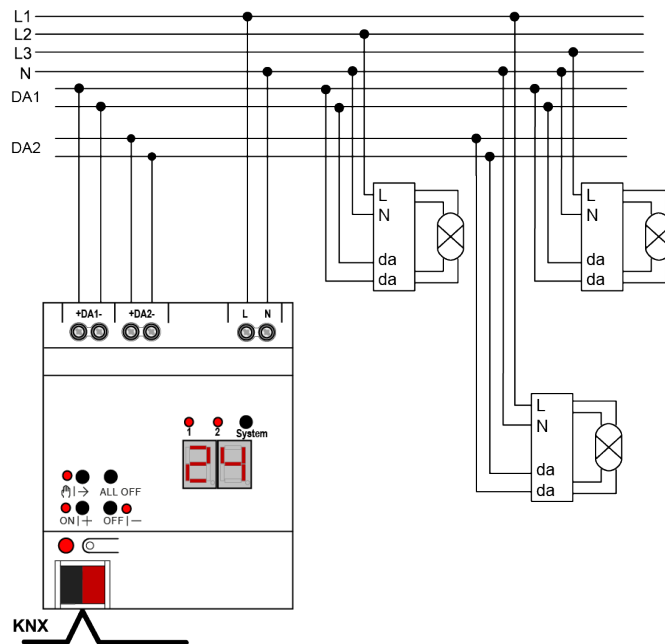 L1
L2
L3
N
DA1
DA2
L
N
da
da
L
N
da
da
+DA1- +DA2- L N
1 2 System
24
L
N
da
da
|→ ALL OFF
ON|+ OFF|—
KNX